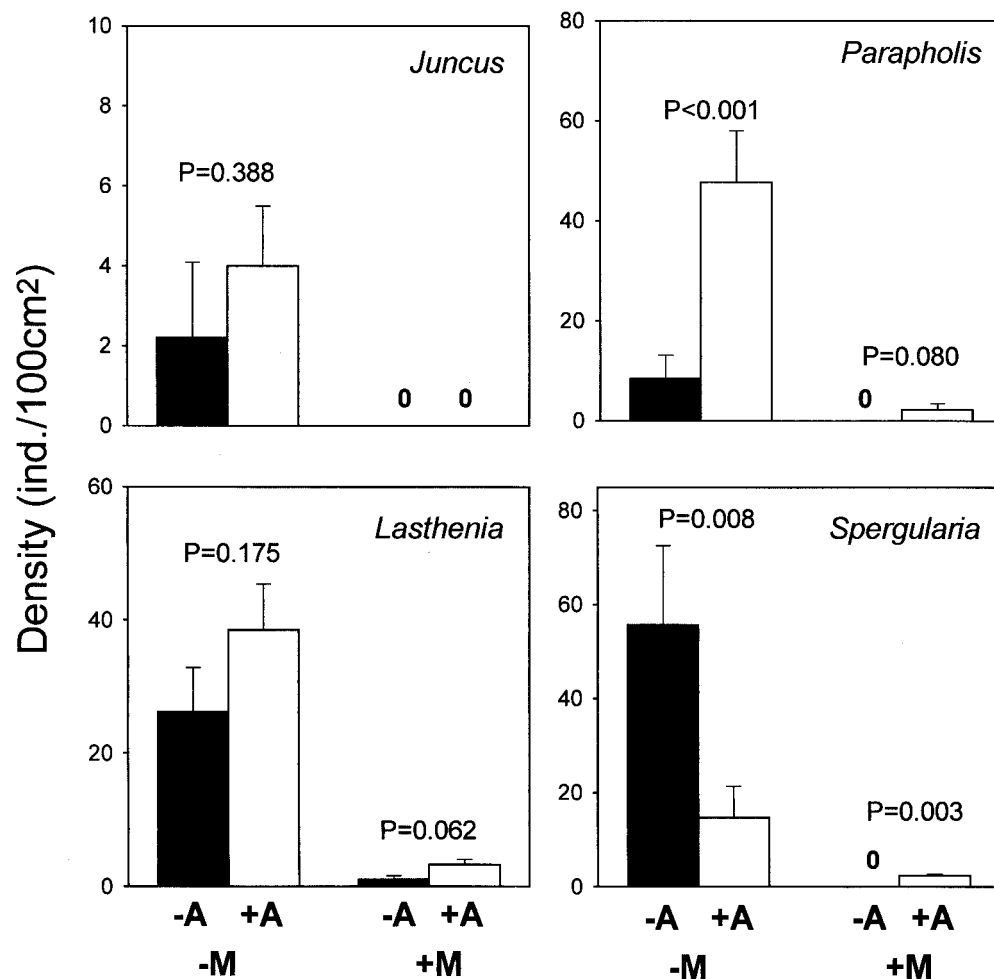 Density (ind./100cm²)
10
8
6
4
2
0
Juncus
P=0.388
0 0
80
60
40
20
0
Parapholis
P<0.001
P=0.080
0
60
40
20
0
Lasthenia
P=0.175
P=0.062
80
60
40
20
0
Spergularia
P=0.008
P=0.003
0
-A +A -A +A
-M +M
-A +A -A +A
-M +M